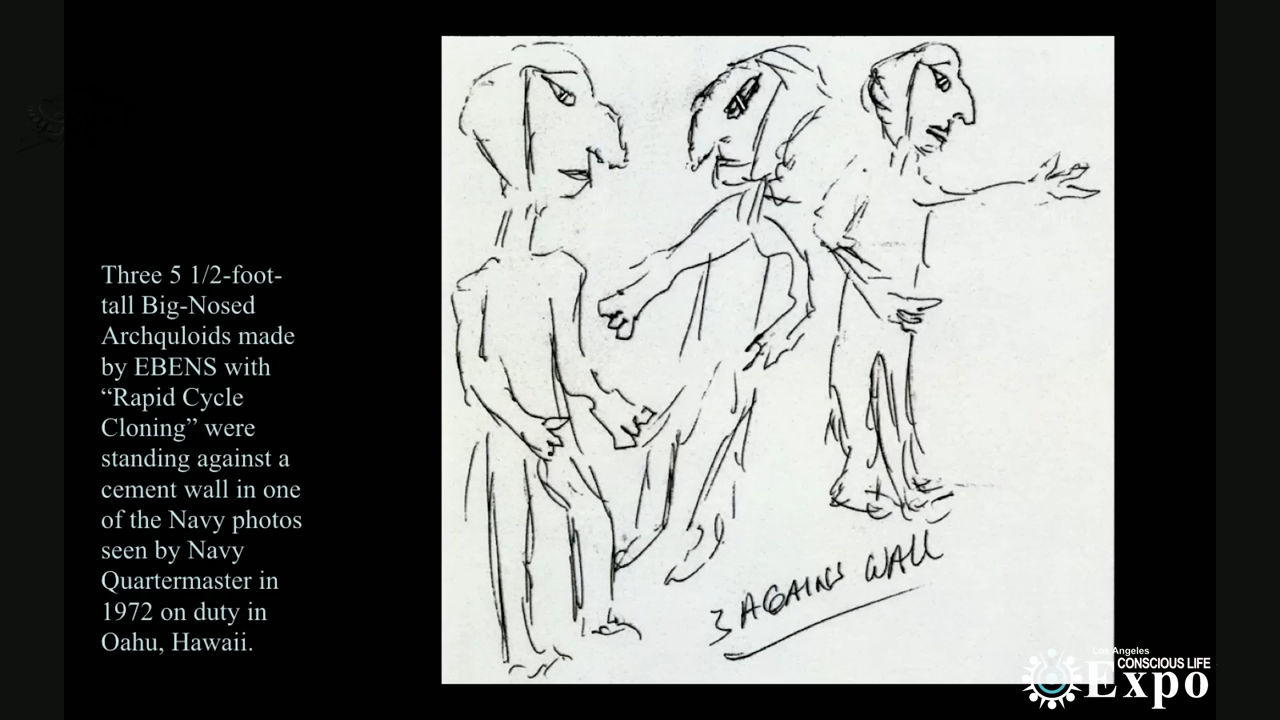 Three 5 1/2-foot-
tall Big-Nosed
Archquloids made
by EBENS with
“Rapid Cycle
Cloning” were
standing against a
cement wall in one
of the Navy photos
seen by Navy
Quartermaster in
1972 on duty in
Oahu, Hawaii.
3 AGAINS WALL
Los Angeles
CONSCIOUS LIFE
Expo